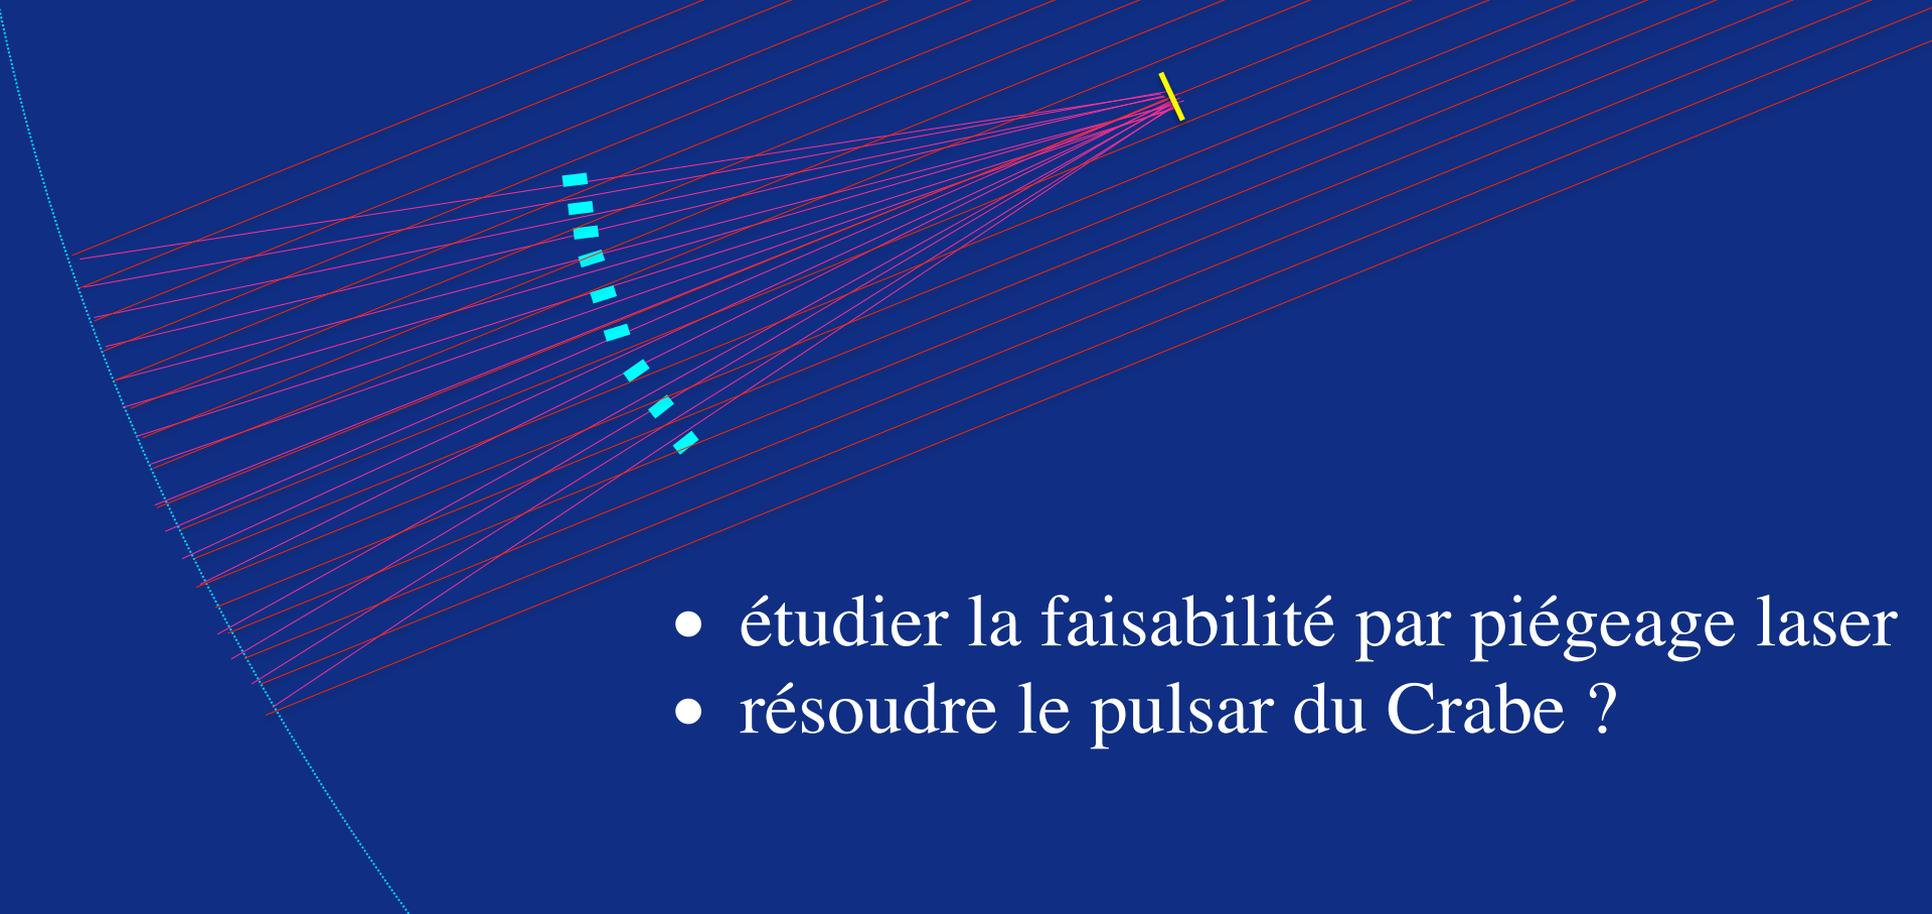 • étudier la faisabilité par piégeage laser
• résoudre le pulsar du Crabe ?